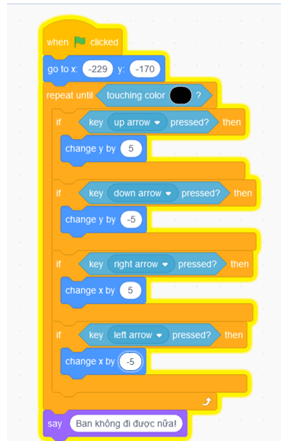 when clicked
go to x: -229 y: -170
repeat until touching color ?
if key up arrow pressed? then
change y by 5
if key down arrow pressed? then
change y by -5
if key right arrow pressed? then
change x by 5
if key left arrow pressed? then
change x by -5
say Ban không đi được nữa!